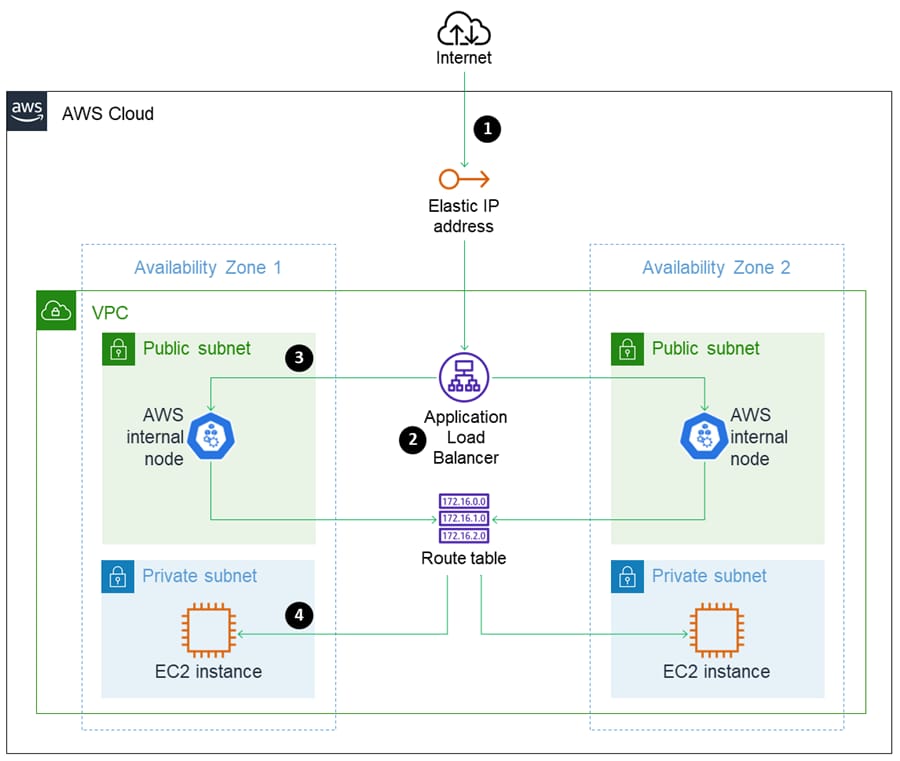 Internet
aws
AWS Cloud
1
Elastic IP
address
Availability Zone 1
Availability Zone 2
VPC
Public subnet
3
Public subnet
AWS
internal
node
2
Application
Load
Balancer
AWS
internal
node
172.16.0.0
172.16.1.0
172.16.2.0
Route table
Private subnet
Private subnet
4
EC2 instance
EC2 instance